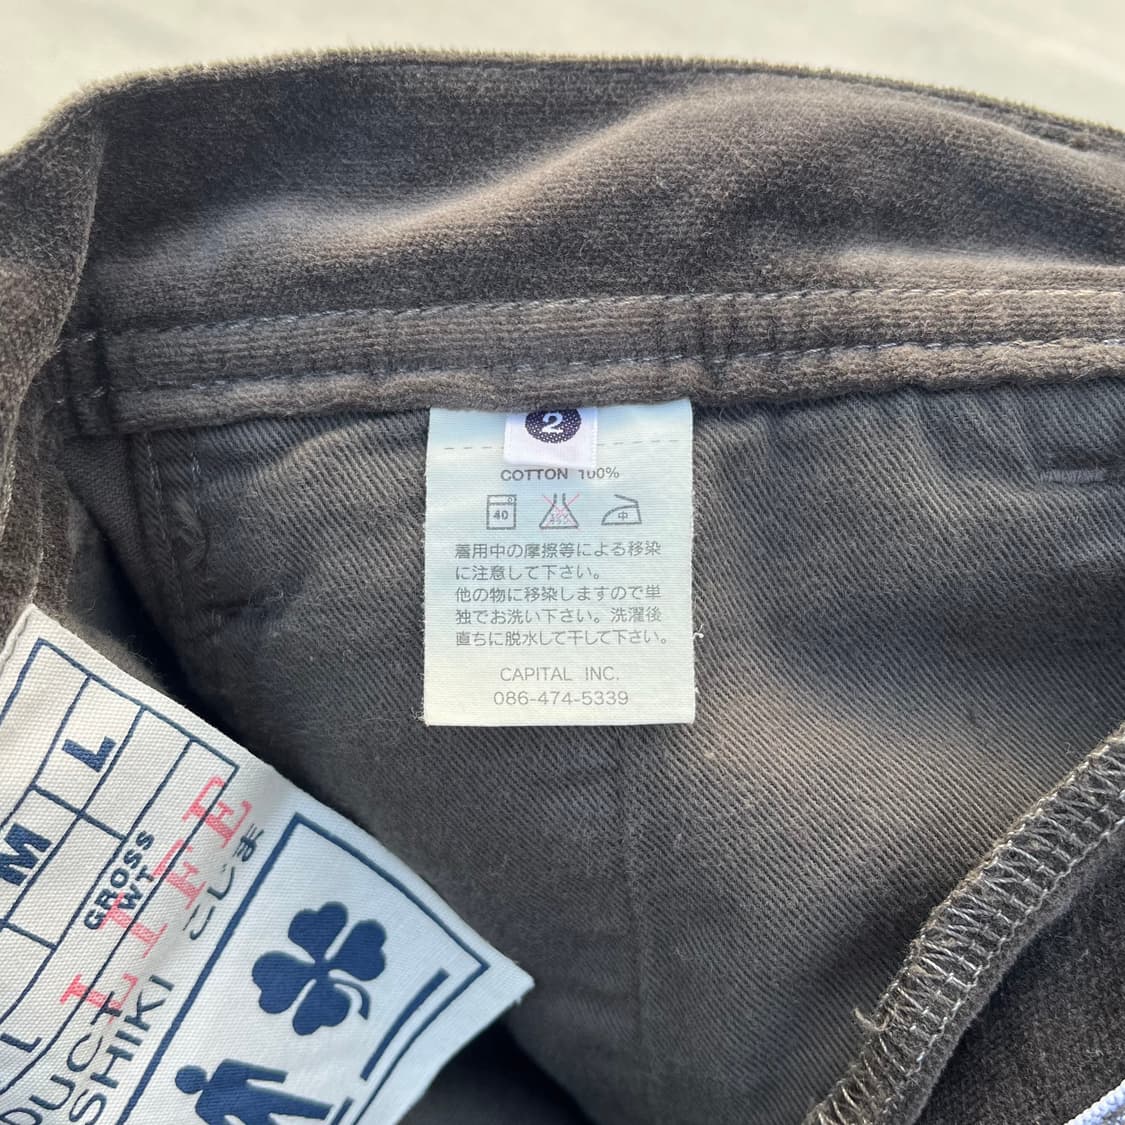 2
COTTON 100%
40
中
着用中の摩擦等による移染
に注意して下さい。
他の物に移染しますので単
独でお洗い下さい。洗濯後
直ちに脱水して干して下さい。
CAPITAL INC.
086-474-5339
L
M
GROSS
WT
LIFE
こじま
L
DUCT
SHIKI